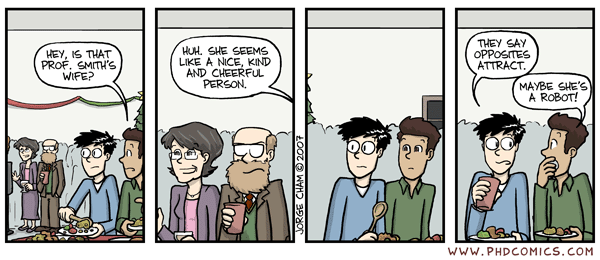 HEY, IS THAT
PROF. SMITH'S
WIFE?
HUH. SHE SEEMS
LIKE A NICE, KIND
AND CHEERFUL
PERSON.
JORGE CHAM © 2007
THEY SAY
OPPOSITES
ATTRACT.
MAYBE SHE'S
A ROBOT!
WWW.PHDCOMICS.COM